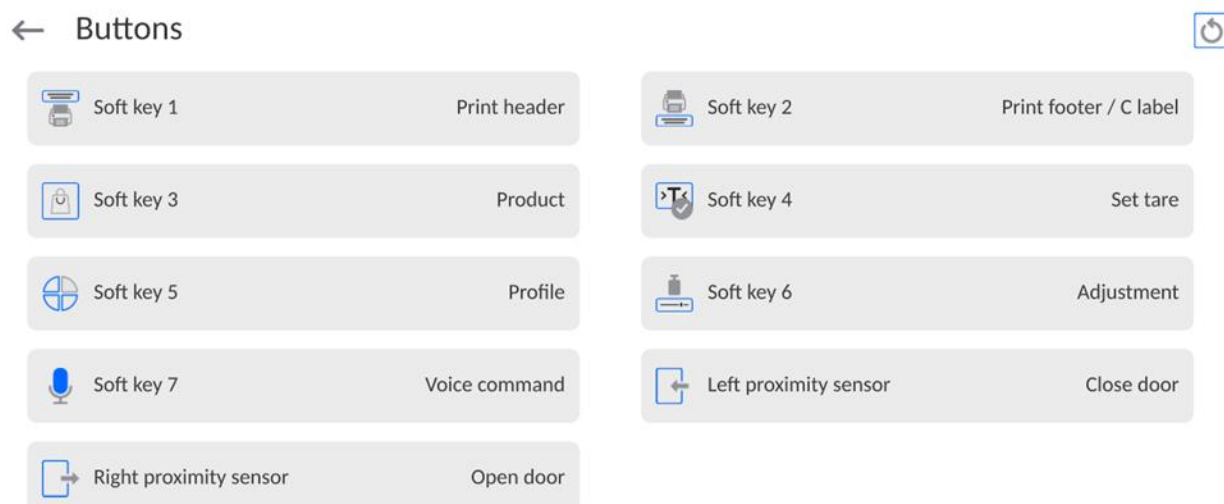 Buttons
Soft key 1 Print header
Soft key 2 Print footer / C label
Soft key 3 Product
Soft key 4 Set tare
Soft key 5 Profile
Soft key 6 Adjustment
Soft key 7 Voice command
Left proximity sensor Close door
Right proximity sensor Open door